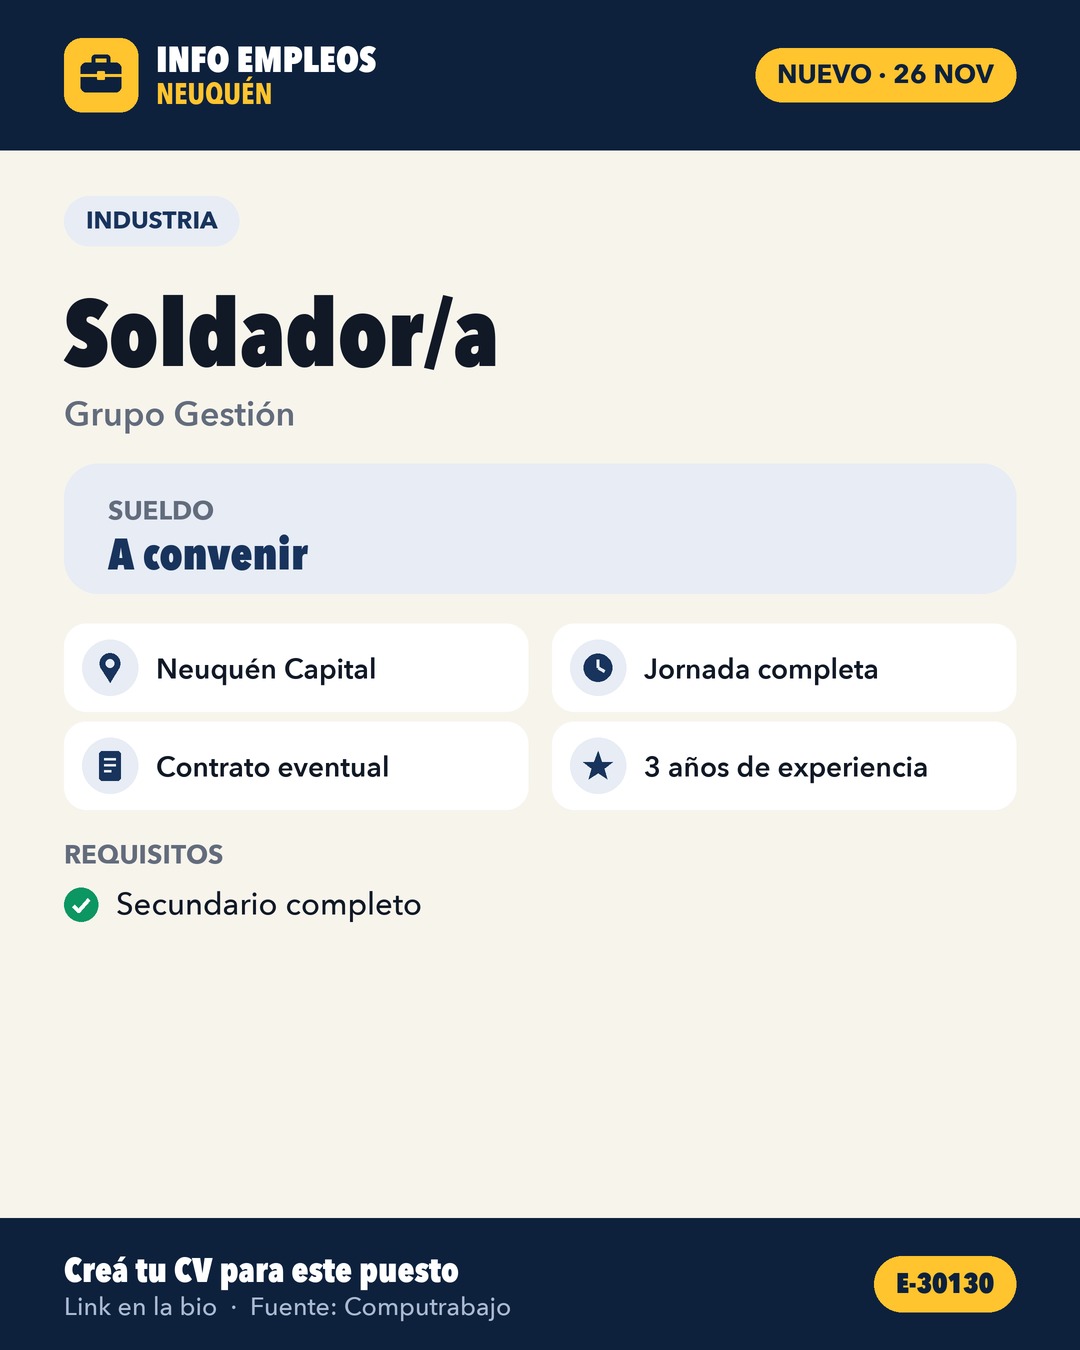 INFO EMPLEOS
NEUQUÉN
NUEVO · 26 NOV
INDUSTRIA
Soldador/a
Grupo Gestión
SUELDO
A convenir
Neuquén Capital
Jornada completa
Contrato eventual
3 años de experiencia
REQUISITOS
Secundario completo
Creá tu CV para este puesto
Link en la bio · Fuente: Computrabajo
E-30130